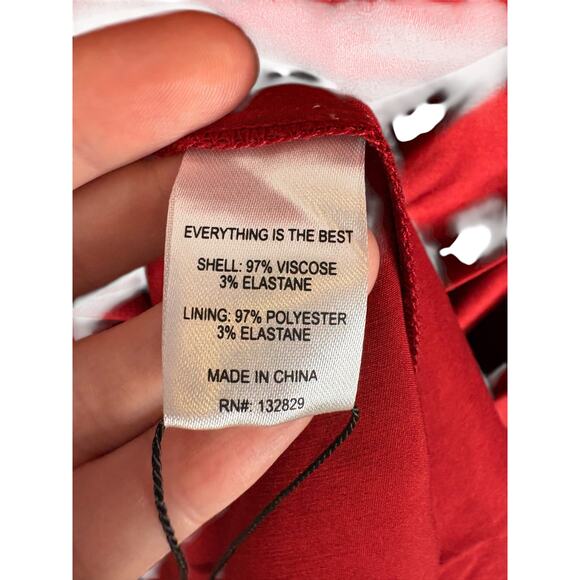 EVERYTHING IS THE BEST
SHELL: 97% VISCOSE
3% ELASTANE
LINING: 97% POLYESTER
3% ELASTANE
MADE IN CHINA
RN#: 132829